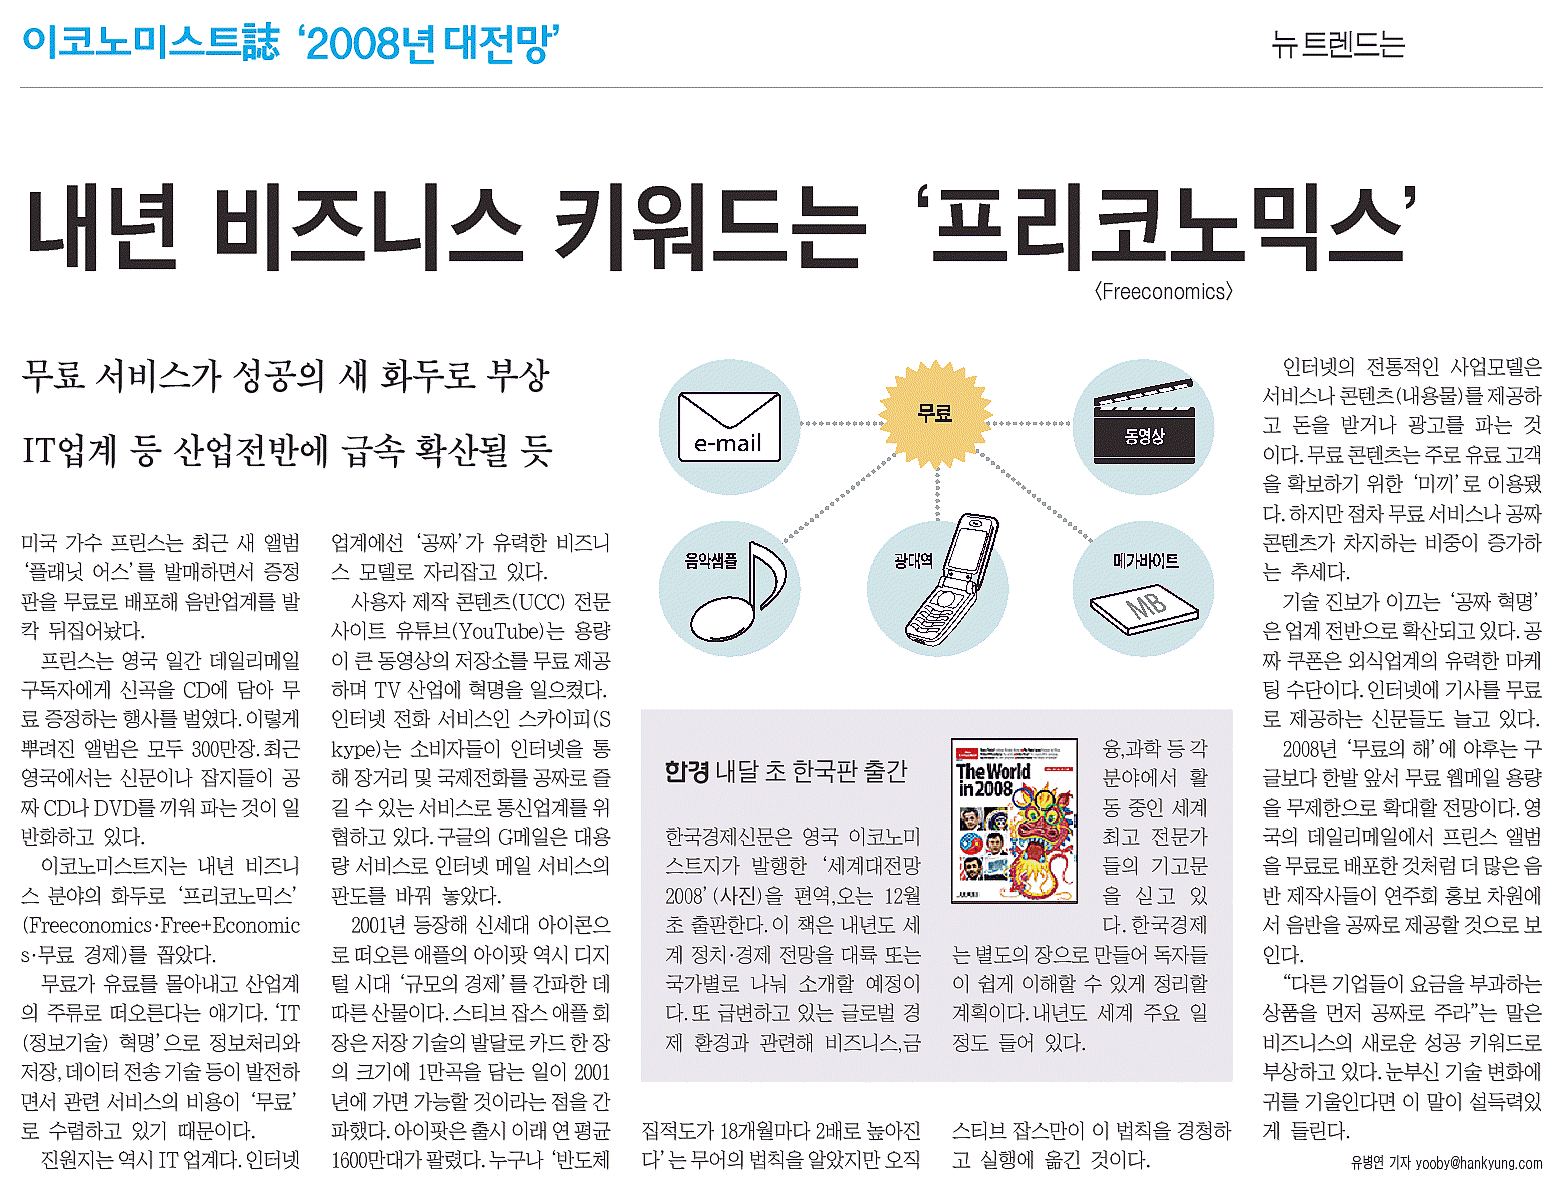 이코노미스트誌 ‘2008년 대전망’
뉴 트렌드는
내년 비즈니스 키워드는 ‘프리코노믹스’
〈Freeconomics〉
무료 서비스가 성공의 새 화두로 부상
IT업계 등 산업전반에 급속 확산될 듯
미국 가수 프린스는 최근 새 앨범
‘플래닛 어스’를 발매하면서 증정
판을 무료로 배포해 음반업계를 발
칵 뒤집어놨다.
프린스는 영국 일간 데일리메일
구독자에게 신곡을 CD에 담아 무
료 증정하는 행사를 벌였다. 이렇게
뿌려진 앨범은 모두 300만장. 최근
영국에서는 신문이나 잡지들이 공
짜 CD나 DVD를 끼워 파는 것이 일
반화하고 있다.
이코노미스트지는 내년 비즈니
스 분야의 화두로 ‘프리코노믹스’
(Freeconomics·Free+Economic
s·무료 경제)를 꼽았다.
무료가 유료를 몰아내고 산업계
의 주류로 떠오른다는 얘기다. ‘IT
(정보기술) 혁명’으로 정보처리와
저장, 데이터 전송 기술 등이 발전하
면서 관련 서비스의 비용이 ‘무료’
로 수렴하고 있기 때문이다.
진원지는 역시 IT 업계다. 인터넷
업계에선 ‘공짜’가 유력한 비즈니
스 모델로 자리잡고 있다.
사용자 제작 콘텐츠(UCC) 전문
사이트 유튜브(YouTube)는 용량
이 큰 동영상의 저장소를 무료 제공
하며 TV 산업에 혁명을 일으켰다.
인터넷 전화 서비스인 스카이피(S
kype)는 소비자들이 인터넷을 통
해 장거리 및 국제전화를 공짜로 즐
길 수 있는 서비스로 통신업계를 위
협하고 있다. 구글의 G메일은 대용
량 서비스로 인터넷 메일 서비스의
판도를 바꿔 놓았다.
2001년 등장해 신세대 아이콘으
로 떠오른 애플의 아이팟 역시 디지
털 시대 ‘규모의 경제’를 간파한 데
따른 산물이다. 스티브 잡스 애플 회
장은 저장 기술의 발달로 카드 한 장
의 크기에 1만곡을 담는 일이 2001
년에 가면 가능할 것이라는 점을 간
파했다. 아이팟은 출시 이래 연 평균
1600만대가 팔렸다. 누구나 ‘반도체
e-mail
무료
동영상
음악샘플
광대역
메가바이트
MB
한경 내달 초 한국판 출간
한국경제신문은 영국 이코노미
스트지가 발행한 ‘세계대전망
2008’(사진)을 편역, 오는 12월
초 출판한다. 이 책은 내년도 세
계 정치·경제 전망을 대륙 또는
국가별로 나눠 소개할 예정이
다. 또 급변하고 있는 글로벌 경
제 환경과 관련해 비즈니스, 금
The World
in 2008
융, 과학 등 각
분야에서 활
동 중인 세계
최고 전문가
들의 기고문
을 싣고 있
다. 한국경제
는 별도의 장으로 만들어 독자들
이 쉽게 이해할 수 있게 정리할
계획이다. 내년도 세계 주요 일
정도 들어 있다.
집적도가 18개월마다 2배로 높아진
다’는 무어의 법칙을 알았지만 오직
스티브 잡스만이 이 법칙을 경청하
고 실행에 옮긴 것이다.
인터넷의 전통적인 사업모델은
서비스나 콘텐츠(내용물)를 제공하
고 돈을 받거나 광고를 파는 것
이다. 무료 콘텐츠는 주로 유료 고객
을 확보하기 위한 ‘미끼’로 이용됐
다. 하지만 점차 무료 서비스나 공짜
콘텐츠가 차지하는 비중이 증가하
는 추세다.
기술 진보가 이끄는 ‘공짜 혁명’
은 업계 전반으로 확산되고 있다. 공
짜 쿠폰은 외식업계의 유력한 마케
팅 수단이다. 인터넷에 기사를 무료
로 제공하는 신문들도 늘고 있다.
2008년 ‘무료의 해’에 야후는 구
글보다 한발 앞서 무료 웹메일 용량
을 무제한으로 확대할 전망이다. 영
국의 데일리메일에서 프린스 앨범
을 무료로 배포한 것처럼 더 많은 음
반 제작사들이 연주회 홍보 차원에
서 음반을 공짜로 제공할 것으로 보
인다.
“다른 기업들이 요금을 부과하는
상품을 먼저 공짜로 주라”는 말은
비즈니스의 새로운 성공 키워드로
부상하고 있다. 눈부신 기술 변화에
귀를 기울인다면 이 말이 설득력있
게 들린다.
유병연 기자 yooby@hankyung.com